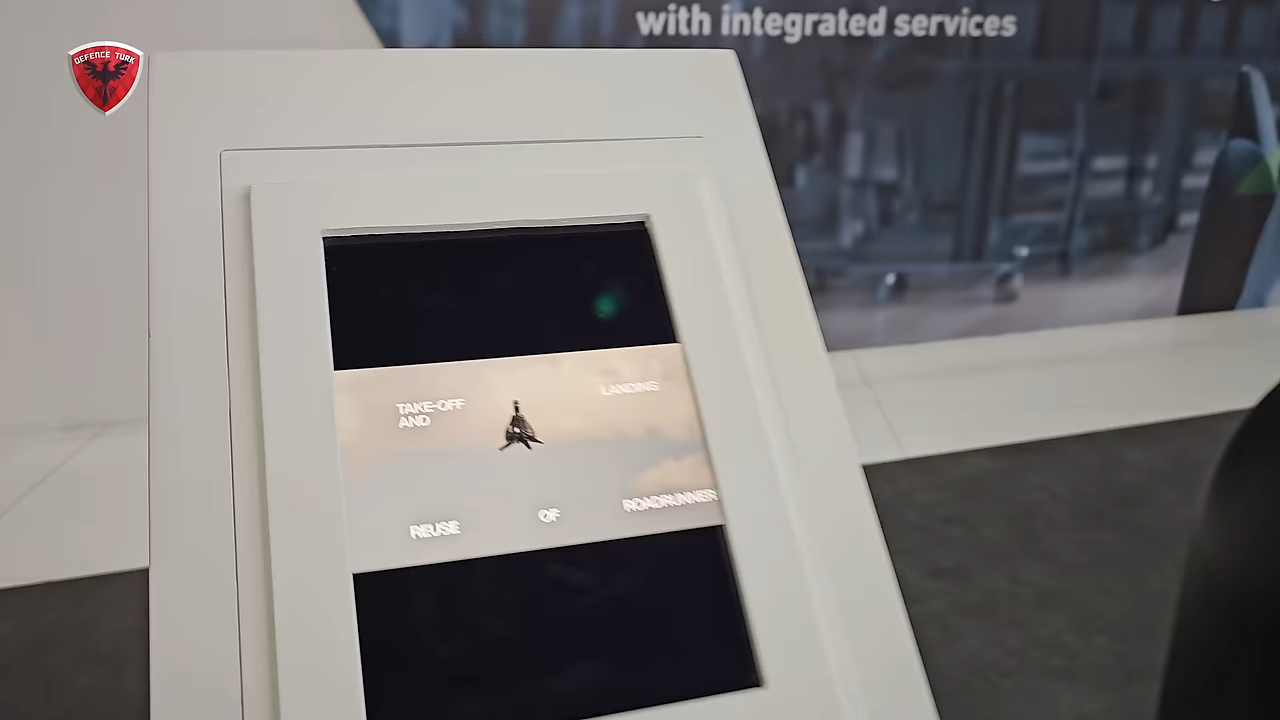 with integrated services
DEFENCE TURK
TAKE-OFF
AND
LANDING
REUSE
OF
ROADRUNNER